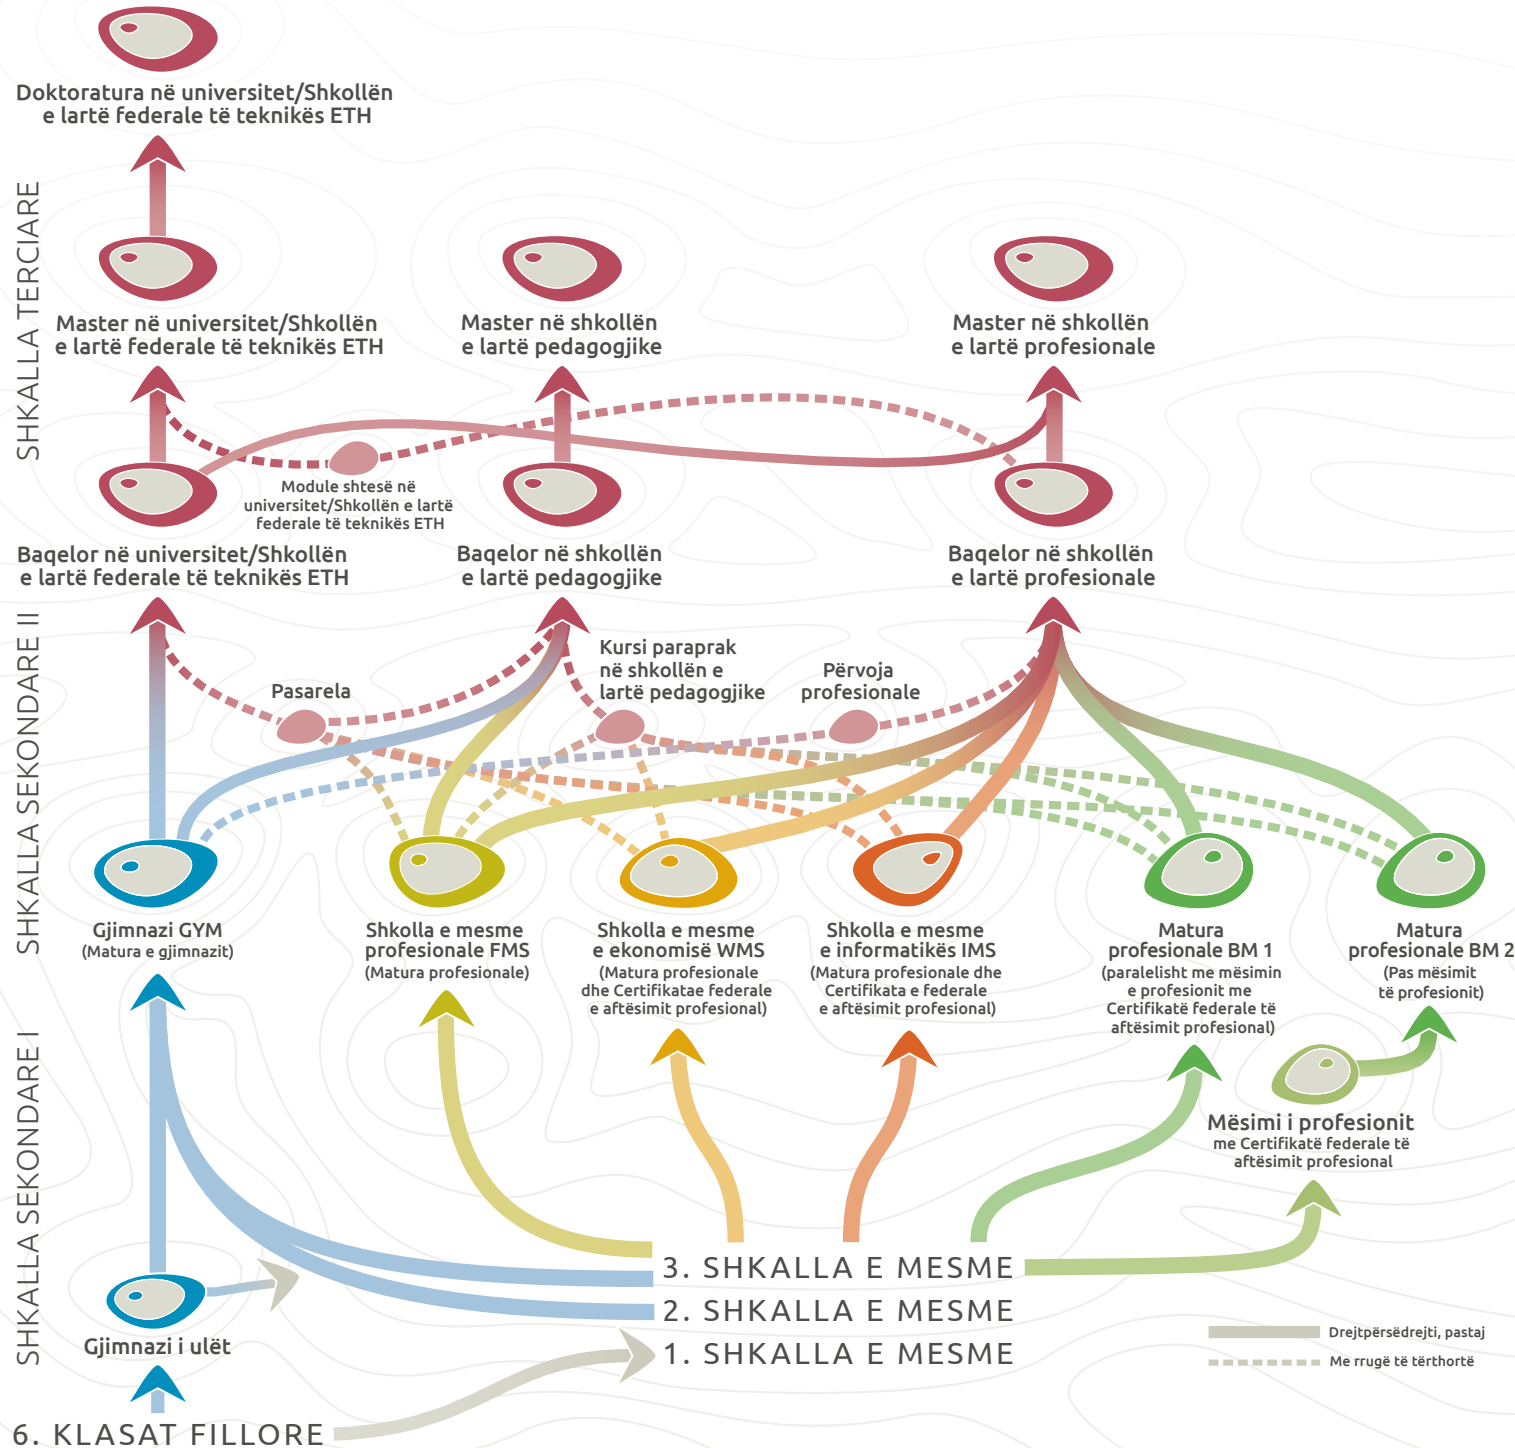 Doktoratura në universitet/Shkollën
e lartë federale të teknikës ETH
SHKALLA TERCIARE
Master në universitet/Shkollën
e lartë federale të teknikës ETH
Master në shkollën
e lartë pedagogjike
Master në shkollën
e lartë profesionale
Module shtesë në
universitet/Shkollën e lartë
federale të teknikës ETH
Baqelor në universitet/Shkollën
e lartë federale të teknikës ETH
Baqelor në shkollën
e lartë pedagogjike
Baqelor në shkollën
e lartë profesionale
SHKALLA SEKONDARE II
Pasarela
Kursi paraprak
në shkollën e
lartë pedagogjike
Përvoja
profesionale
Gjimnazi GYM
(Matura e gjimnazit)
Shkolla e mesme
profesionale FMS
(Matura profesionale)
Shkolla e mesme
e ekonomisë WMS
(Matura profesionale
dhe Certifikatae federale
e aftësimit profesional)
Shkolla e mesme
e informatikës IMS
(Matura profesionale dhe
Certifikata e federale
e aftësimit profesional)
Matura
profesionale BM 1
(paralelisht me mësimin
e profesionit me
Certifikatë federale të
aftësimit profesional)
Matura
profesionale BM 2
(Pas mësimit
të profesionit)
SHKALLA SEKONDARE I
Mësimi i profesionit
me Certifikatë federale të
aftësimit profesional
3. SHKALLA E MESME
2. SHKALLA E MESME
1. SHKALLA E MESME
Gjimnazi i ulët
6. KLASAT FILLORE
Drejtpërsëdrejti, pastaj
Me rrugë të tërthortë